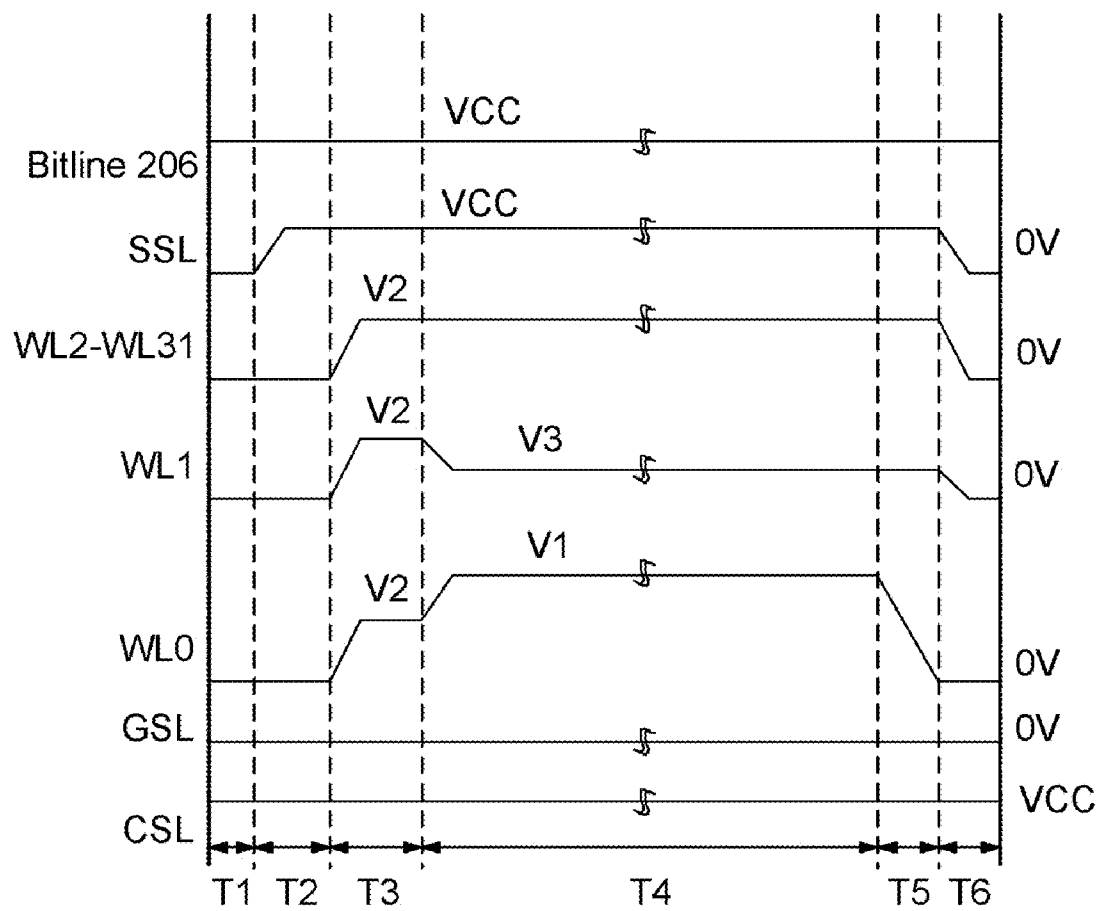 VCC
Bitline 206
VCC
SSL 0V
V2
WL2-WL31 0V
V2
V3
WL1 0V
V1
V2
WL0 0V
GSL 0V
CSL VCC
T1 T2 T3 T4 T5 T6